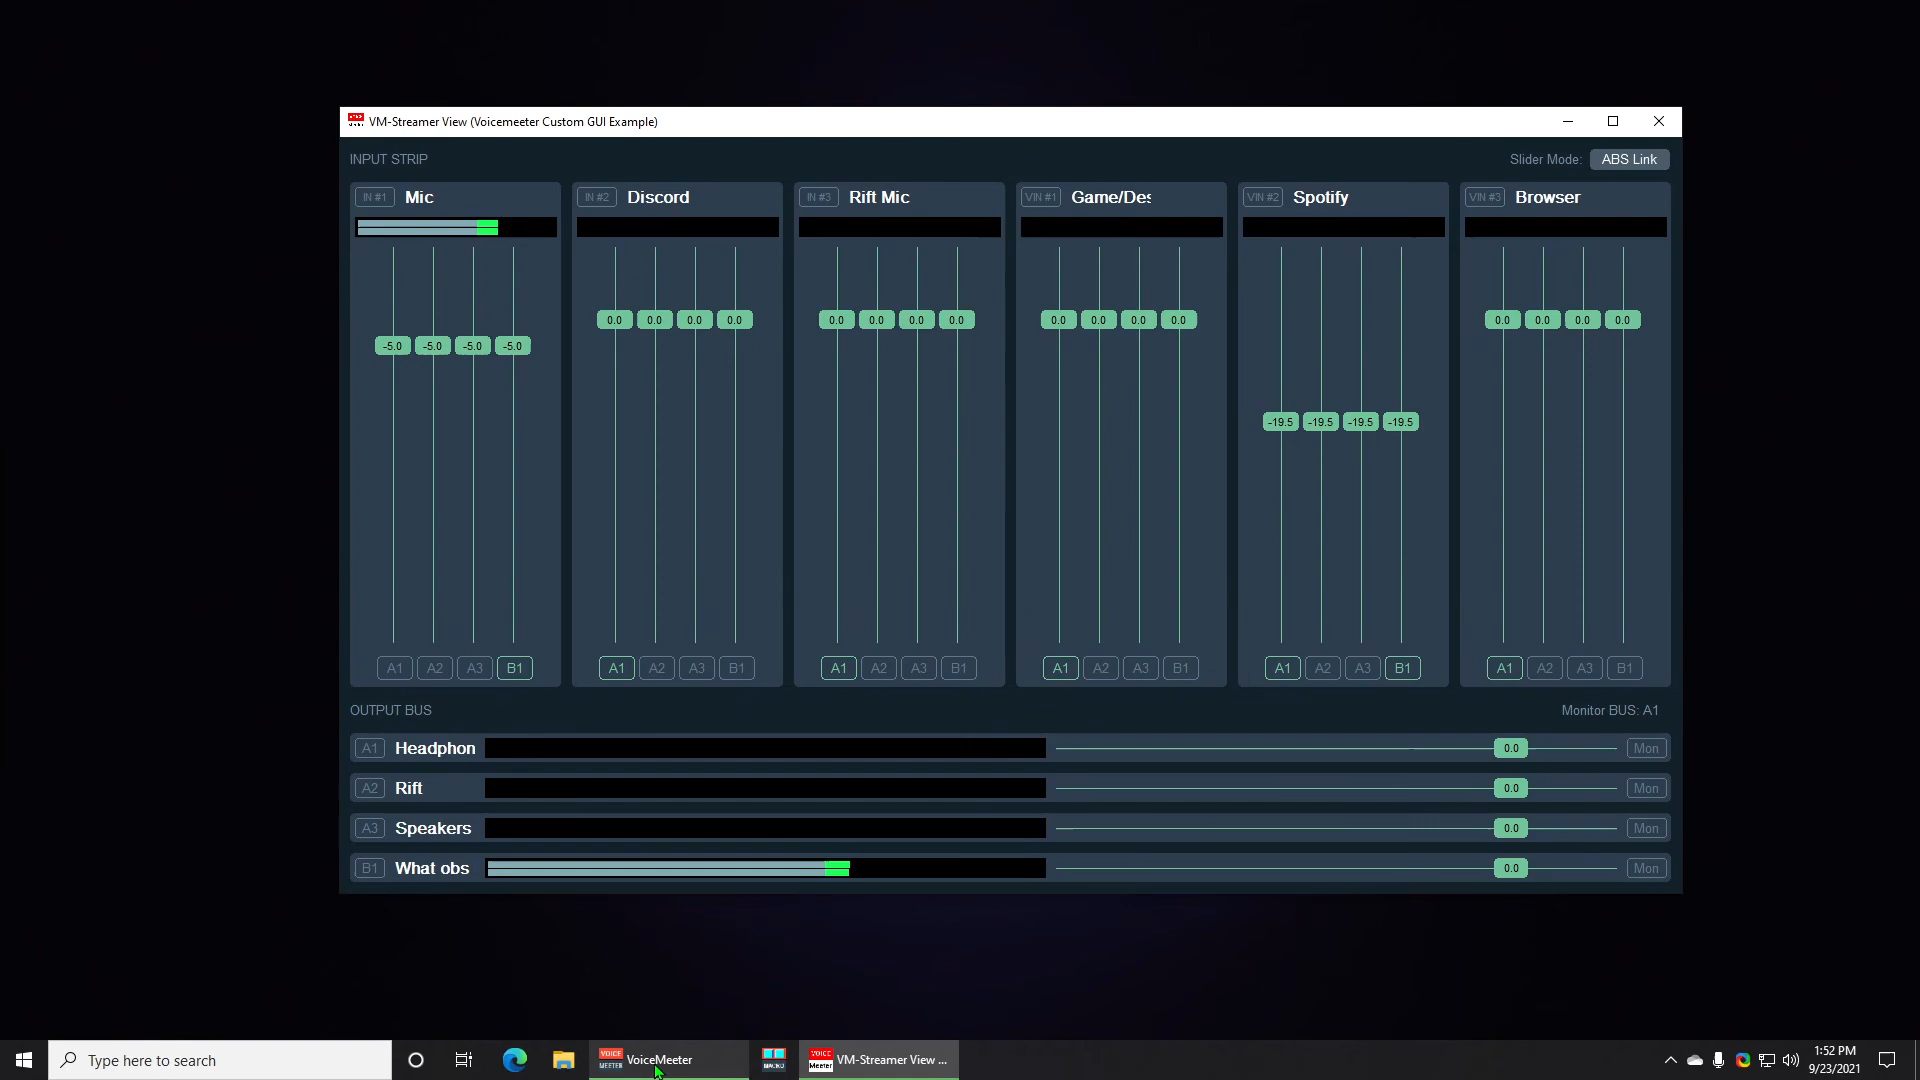 VM-Streamer View (Voicemeeter Custom GUI Example)
INPUT STRIP
Slider Mode: ABS Link
IN #1 Mic
IN #2 Discord
IN #3 Rift Mic
VIN #1 Game/Des
VIN #2 Spotify
VIN #3 Browser
0.0 0.0 0.0 0.0
0.0 0.0 0.0 0.0
0.0 0.0 0.0 0.0
0.0 0.0 0.0 0.0
-5.0 -5.0 -5.0 -5.0
-19.5 -19.5 -19.5 -19.5
A1 A2 A3 B1
A1 A2 A3 B1
A1 A2 A3 B1
A1 A2 A3 B1
A1 A2 A3 B1
A1 A2 A3 B1
OUTPUT BUS
Monitor BUS: A1
A1 Headphon 0.0 Mon
A2 Rift 0.0 Mon
A3 Speakers 0.0 Mon
B1 What obs 0.0 Mon
Type here to search
VOICE
MEETER
VoiceMeeter
MACRO
VOICE
Meeter
VM-Streamer View ...
1:52 PM
9/23/2021